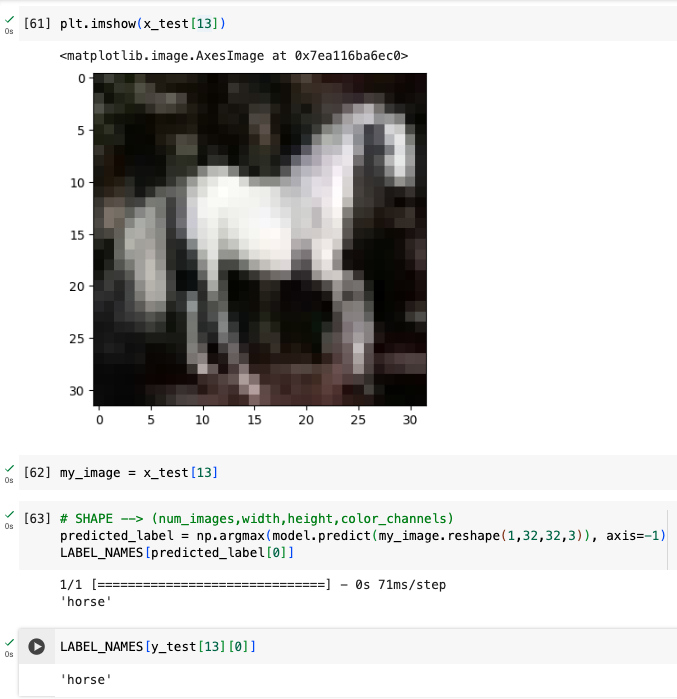 [61] plt.imshow(x_test[13])
0s
<matplotlib.image.AxesImage at 0x7ea116ba6ec0>
0
5
10
15
20
25
30
0 5 10 15 20 25 30
[62] my_image = x_test[13]
0s
[63] # SHAPE --> (num_images,width,height,color_channels)
0s
predicted_label = np.argmax(model.predict(my_image.reshape(1,32,32,3)), axis=-1)
LABEL_NAMES[predicted_label[0]]
1/1 [==============================] - 0s 71ms/step
'horse'
LABEL_NAMES[y_test[13][0]]
0s
'horse'